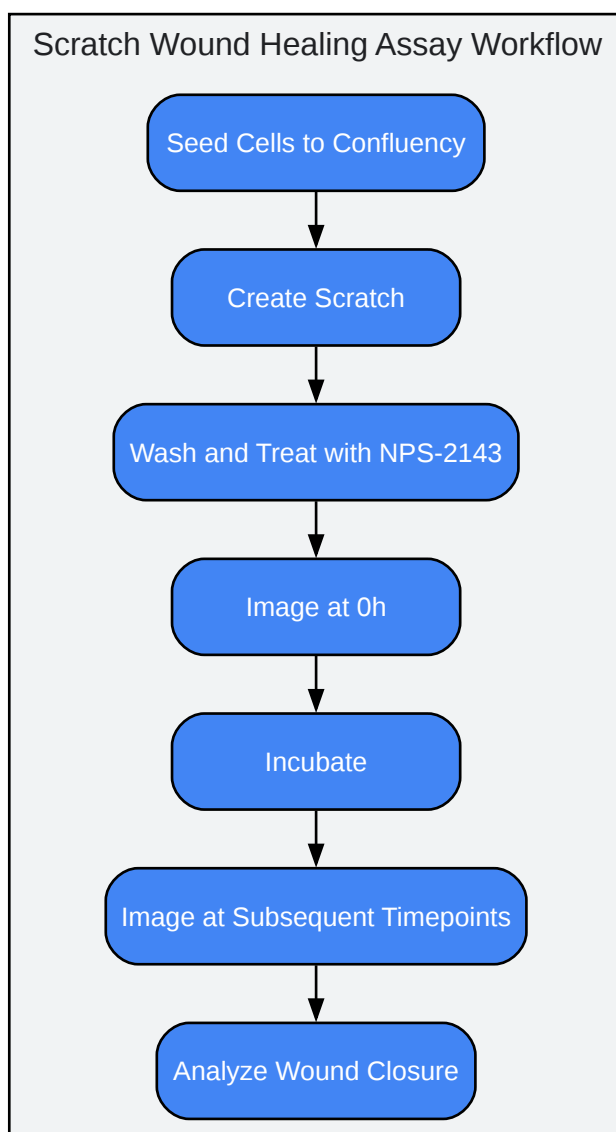 Scratch Wound Healing Assay Workflow
Seed Cells to Confluency
Create Scratch
Wash and Treat with NPS-2143
Image at 0h
Incubate
Image at Subsequent Timepoints
Analyze Wound Closure